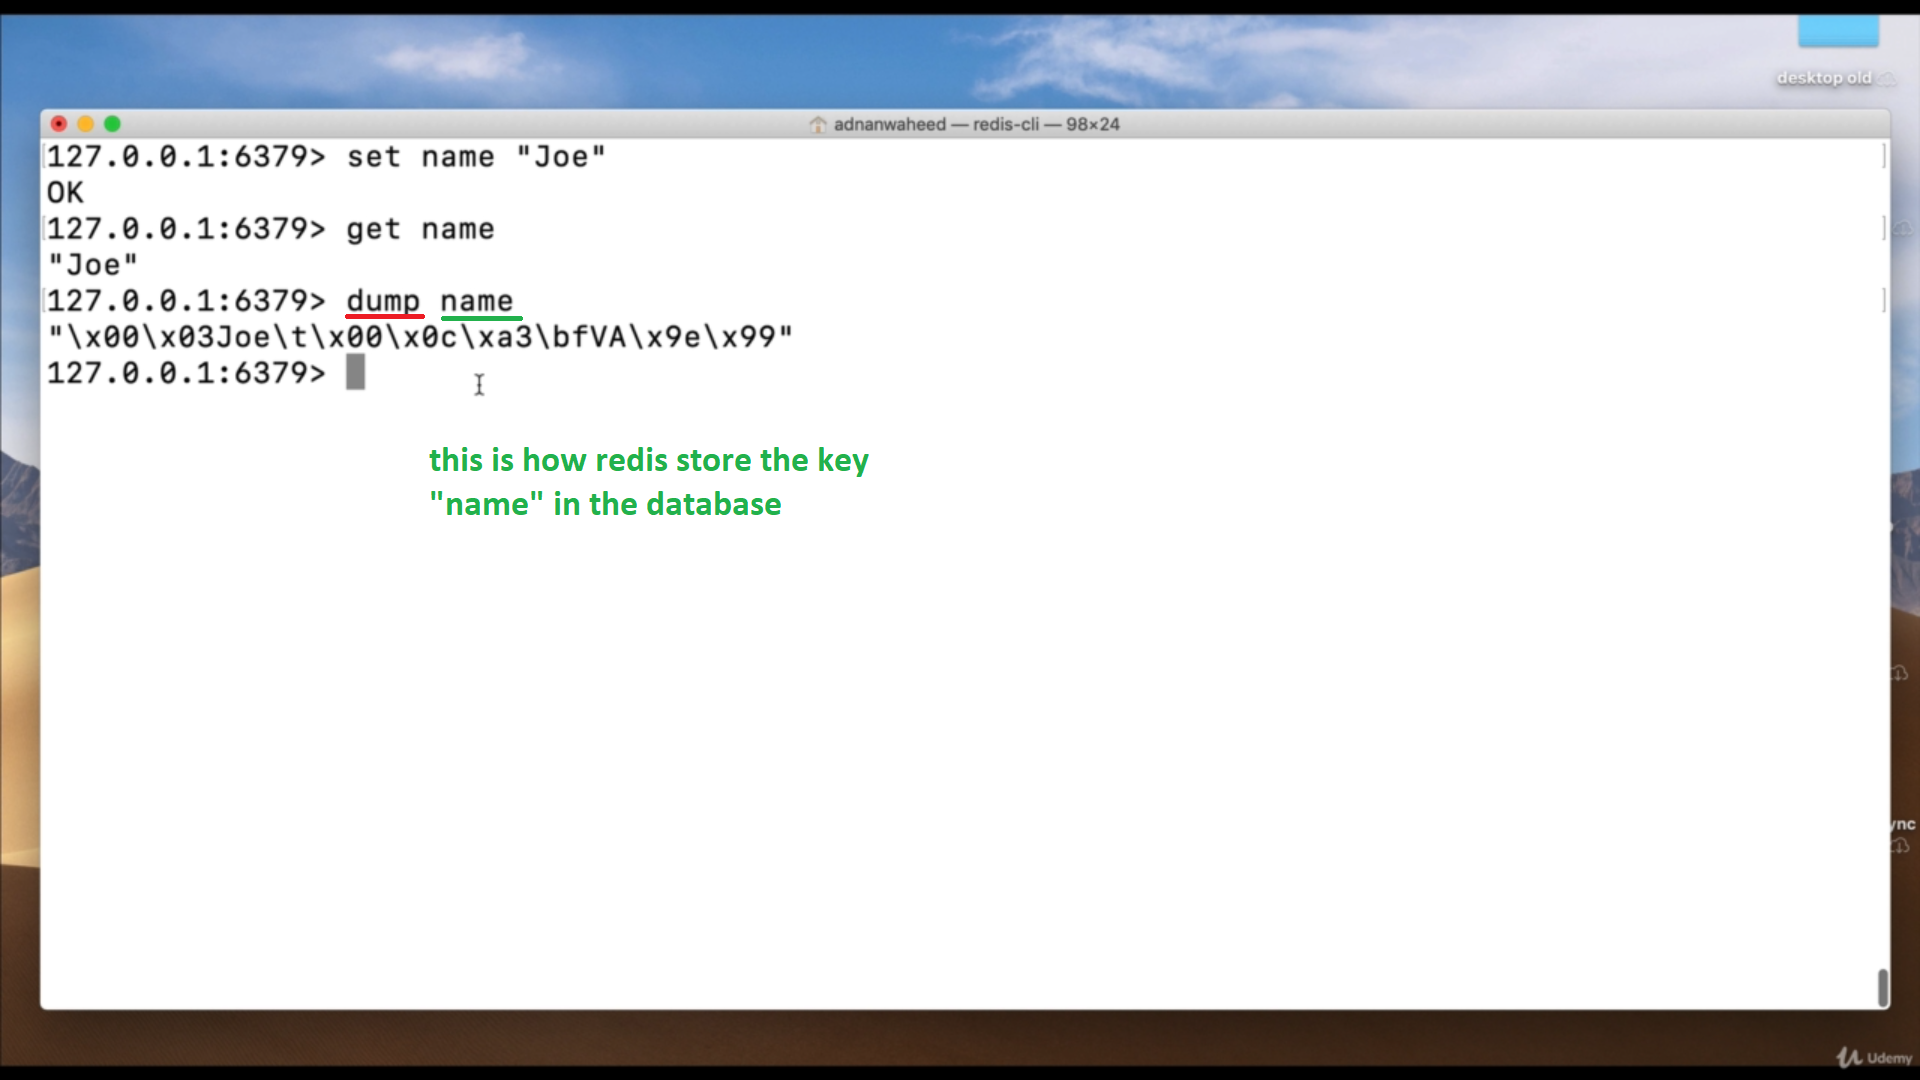 desktop old
adnanwaheed — redis-cli — 98×24
127.0.0.1:6379> set name "Joe"
OK
127.0.0.1:6379> get name
"Joe"
127.0.0.1:6379> dump name
"\x00\x03Joe\t\x00\x0c\xa3\bfVA\x9e\x99"
127.0.0.1:6379>
this is how redis store the key
"name" in the database
ync
Udemy